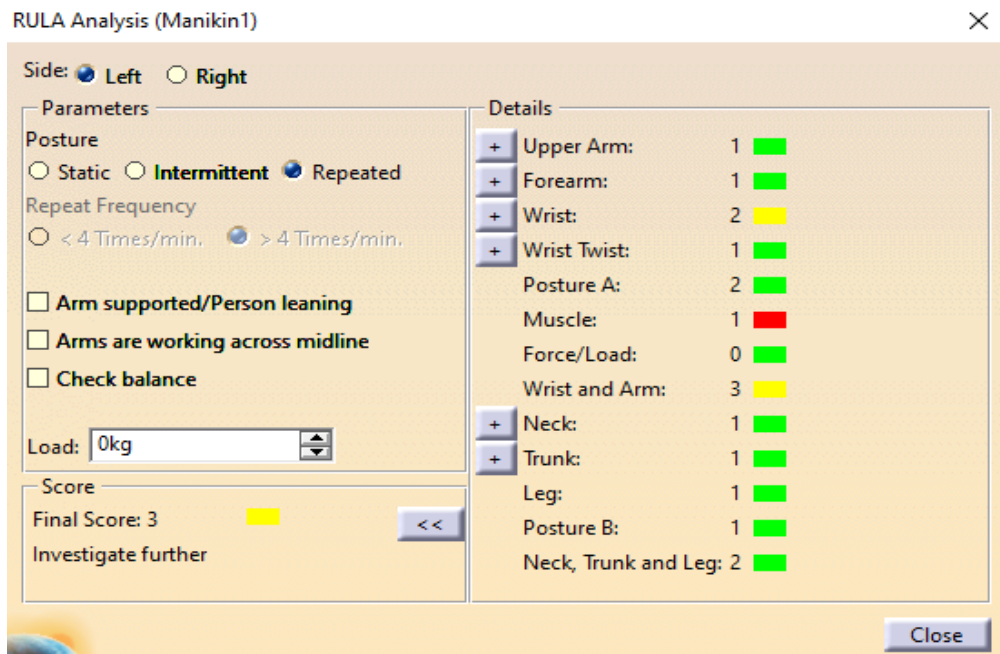 RULA Analysis (Manikin1)
Side: Left Right
Parameters
Posture
Static Intermittent Repeated
Repeat Frequency
< 4 Times/min. > 4 Times/min.
Arm supported/Person leaning
Arms are working across midline
Check balance
Load: 0kg
Score
Final Score: 3
<<
Investigate further
Details
+ Upper Arm: 1
+ Forearm: 1
+ Wrist: 2
+ Wrist Twist: 1
Posture A: 2
Muscle: 1
Force/Load: 0
Wrist and Arm: 3
+ Neck: 1
+ Trunk: 1
Leg: 1
Posture B: 1
Neck, Trunk and Leg: 2
Close